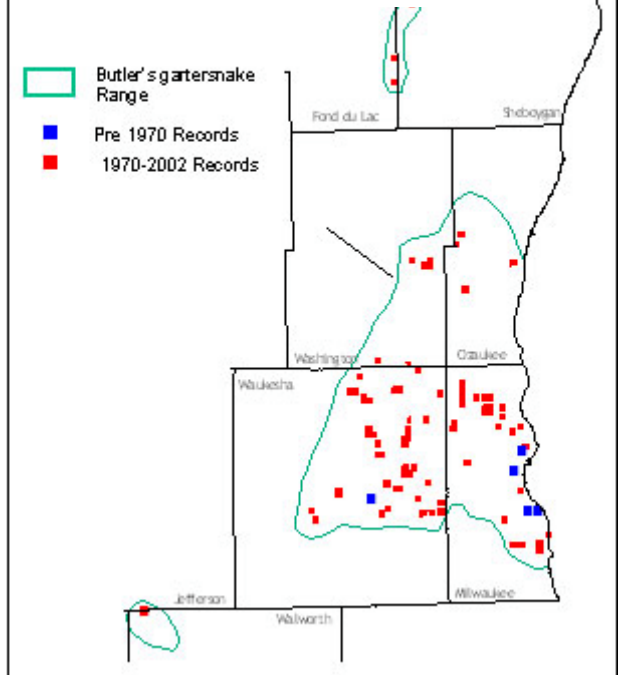 Butler's gartersnake
Range
Pre 1970 Records
1970-2002 Records
Fond du Lac
Sheboygan
Washington
Ozaukee
Waukesha
Jefferson
Walworth
Milwaukee